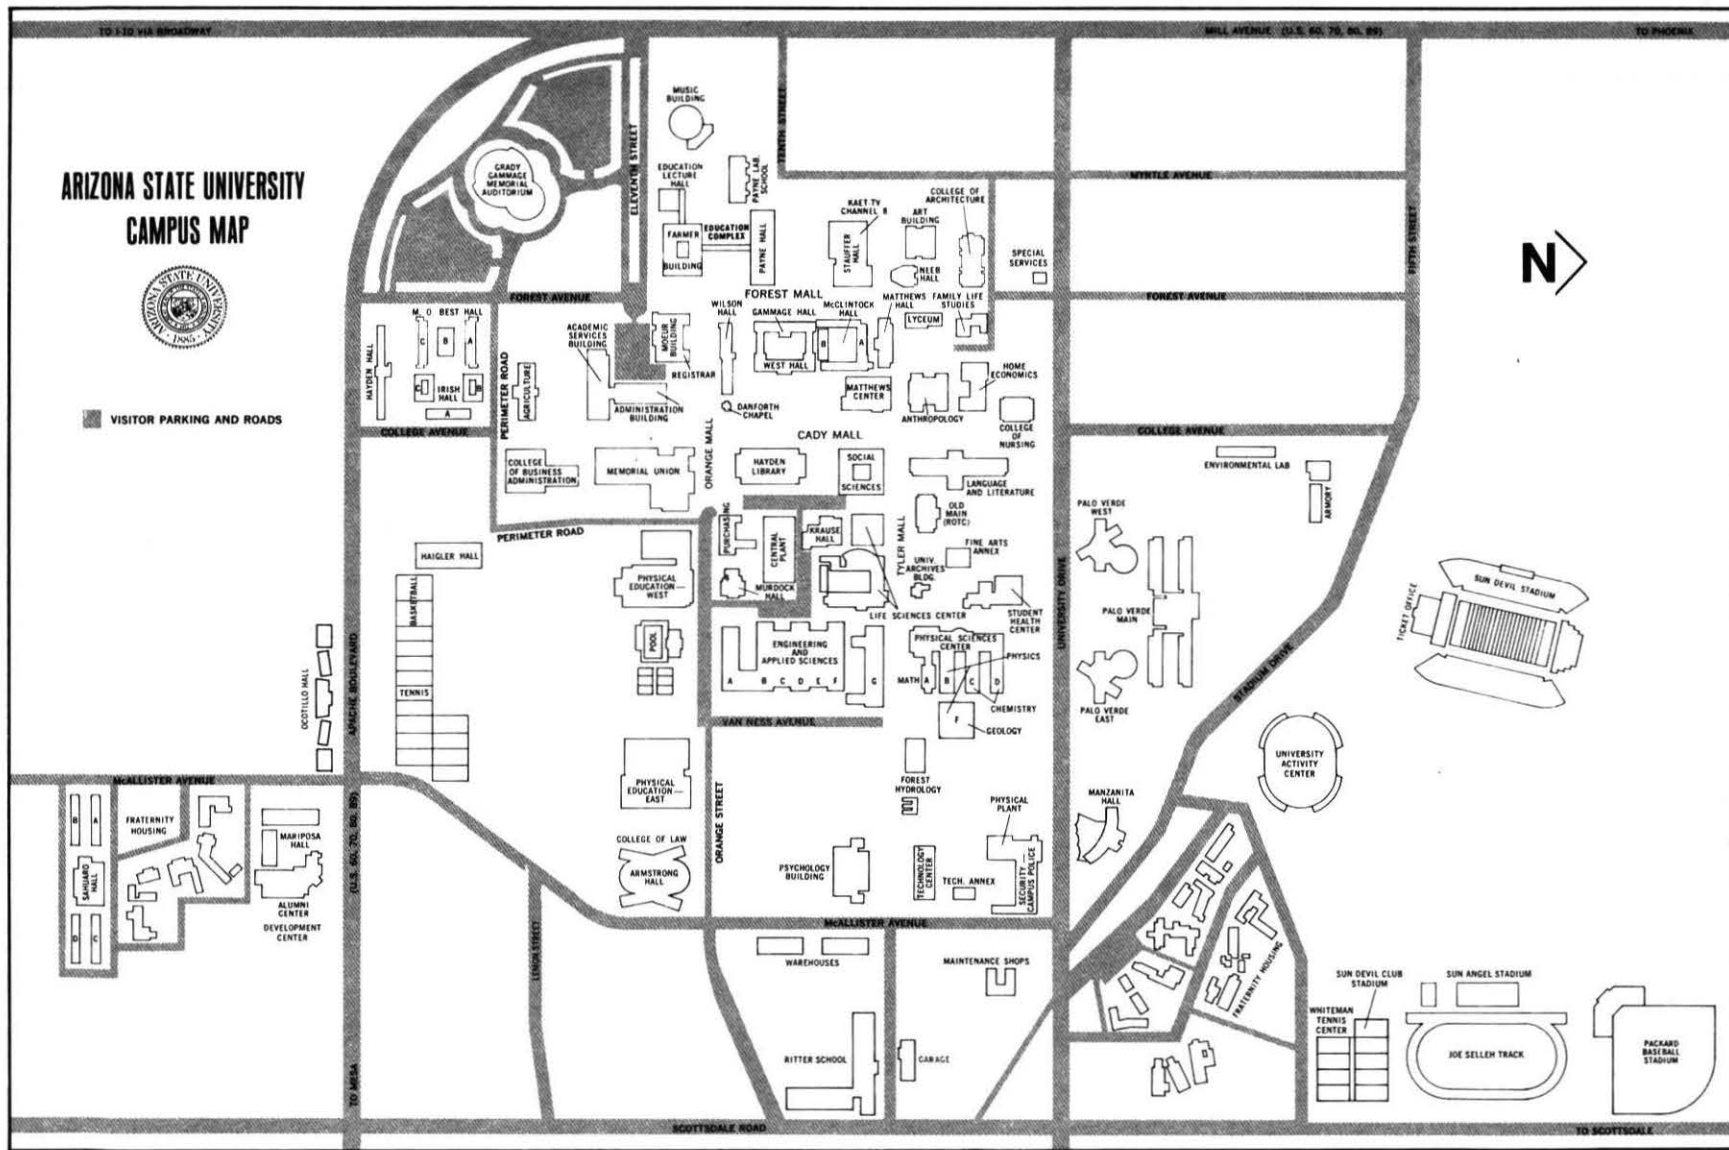 TO I-10 VIA BROADWAY
MILL AVENUE (U.S. 60, 70, 80, 89)
TO PHOENIX
ARIZONA STATE UNIVERSITY
CAMPUS MAP
ARIZONA STATE UNIVERSITY
· 1885 ·
VISITOR PARKING AND ROADS
N
GRADY
GAMMAGE
MEMORIAL
AUDITORIUM
ELEVENTH STREET
MUSIC
BUILDING
EDUCATION
LECTURE
HALL
PAYNE LAB.
SCHOOL
TENTH STREET
FARMER
BUILDING
EDUCATION
COMPLEX
PAYNE HALL
KAET-TV
CHANNEL 8
STAUFFER
HALL
ART
BUILDING
COLLEGE OF
ARCHITECTURE
NEEB
HALL
SPECIAL
SERVICES
MYRTLE AVENUE
FIFTH STREET
FOREST AVENUE
FOREST MALL
FOREST AVENUE
HAYDEN HALL
M. O BEST HALL
C
B
A
C
IRISH
HALL
B
A
COLLEGE AVENUE
PERIMETER ROAD
AGRICULTURE
ACADEMIC
SERVICES
BUILDING
MOEUR
BUILDING
REGISTRAR
ADMINISTRATION
BUILDING
WILSON
HALL
GAMMAGE HALL
WEST HALL
McCLINTOCK
HALL
B
A
MATTHEWS
HALL
LYCEUM
FAMILY LIFE
STUDIES
DANFORTH
CHAPEL
MATTHEWS
CENTER
ANTHROPOLOGY
HOME
ECONOMICS
COLLEGE
OF
NURSING
CADY MALL
COLLEGE AVENUE
ENVIRONMENTAL LAB
ARMORY
COLLEGE
OF BUSINESS
ADMINISTRATION
MEMORIAL UNION
ORANGE MALL
HAYDEN
LIBRARY
SOCIAL
SCIENCES
LANGUAGE
AND LITERATURE
OLD
MAIN
(ROTC)
PERIMETER ROAD
PURCHASING
CENTRAL
PLANT
KRAUSE
HALL
TYLER MALL
FINE ARTS
ANNEX
UNIV.
ARCHIVES
BLDG.
MURDOCK
HALL
LIFE SCIENCES CENTER
STUDENT
HEALTH
CENTER
HAIGLER HALL
BASKETBALL
TENNIS
PHYSICAL
EDUCATION—
WEST
POOL
ENGINEERING
AND
APPLIED SCIENCES
A
B
C
D
E
F
G
PHYSICAL SCIENCES
CENTER
PHYSICS
MATH
A
B
C
D
CHEMISTRY
F
GEOLOGY
VAN NESS AVENUE
UNIVERSITY DRIVE
PALO VERDE
WEST
PALO VERDE
MAIN
PALO VERDE
EAST
STADIUM DRIVE
TICKET OFFICE
SUN DEVIL STADIUM
UNIVERSITY
ACTIVITY
CENTER
OCOTILLO HALL
APACHE BOULEVARD
McALLISTER AVENUE
(U.S. 60, 70, 80, 89)
B
A
SAHUARO
HALL
D
C
FRATERNITY
HOUSING
MARIPOSA
HALL
ALUMNI
CENTER
DEVELOPMENT
CENTER
PHYSICAL
EDUCATION—
EAST
ORANGE STREET
COLLEGE OF LAW
ARMSTRONG
HALL
PSYCHOLOGY
BUILDING
FOREST
HYDROLOGY
TECHNOLOGY
CENTER
TECH. ANNEX
PHYSICAL
PLANT
SECURITY—
CAMPUS POLICE
MANZANITA
HALL
McALLISTER AVENUE
LEMON STREET
WAREHOUSES
MAINTENANCE SHOPS
RITTER SCHOOL
GARAGE
FRATERNITY HOUSING
SUN DEVIL CLUB
STADIUM
WHITEMAN
TENNIS
CENTER
SUN ANGEL STADIUM
JOE SELLEH TRACK
PACKARD
BASEBALL
STADIUM
TO MESA
SCOTTSDALE ROAD
TO SCOTTSDALE